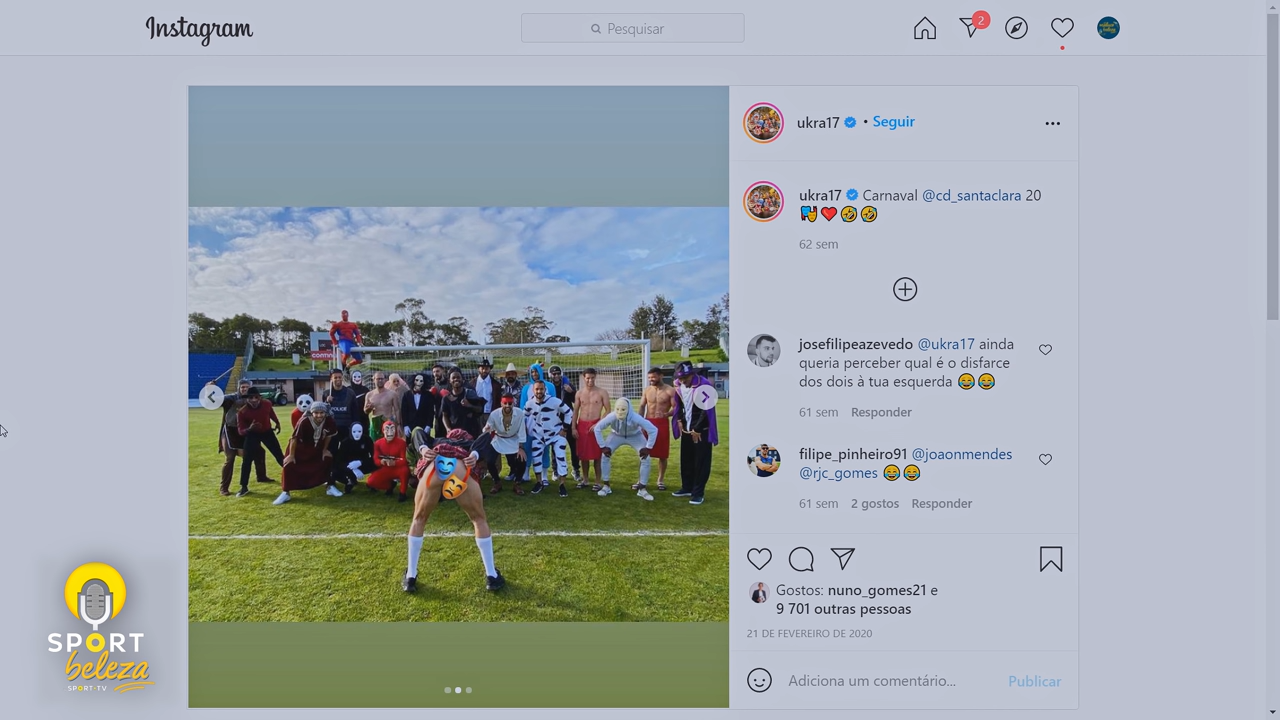 Instagram
Pesquisar
2
ukra17 • Seguir
ukra17 Carnaval @cd_santaclara 20
62 sem
josefilipeazevedo @ukra17 ainda
queria perceber qual é o disfarce
dos dois à tua esquerda
61 sem Responder
filipe_pinheiro91 @joaonmendes
@rjc_gomes
61 sem 2 gostos Responder
Gostos: nuno_gomes21 e
9 701 outras pessoas
21 DE FEVEREIRO DE 2020
Adiciona um comentário... Publicar
POLICE
SPORT
beleza
SPORT•TV